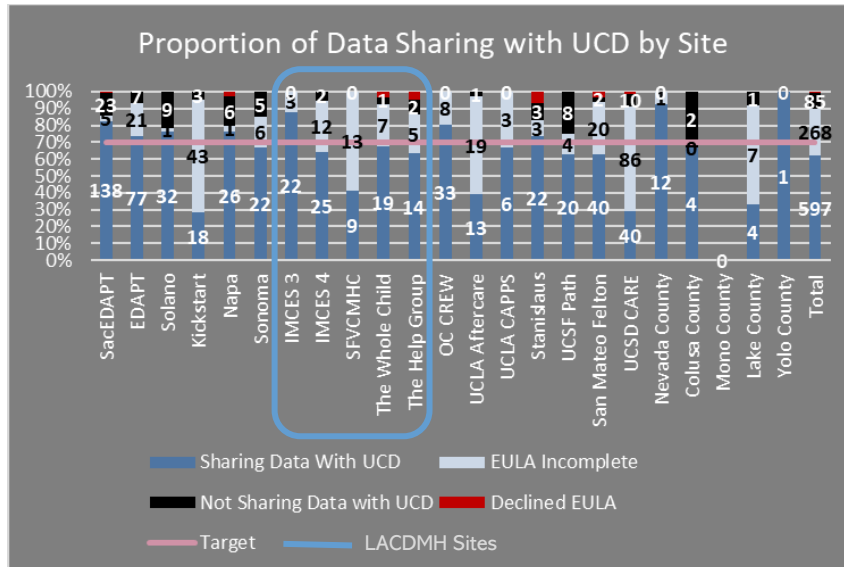 Proportion of Data Sharing with UCD by Site
100%
90%
80%
70%
60%
50%
40%
30%
20%
10%
0%
138 5 23
77 21 7
32 1 9
18 43 3
26 1 6
22 6 5
22 3 0
25 12 2
9 13 0
19 7 1
14 5 2
33 8 0
13 19 1
6 3 0
22 3 3
20 4 8
40 20 2
40 86 10
12 1 0
4 0 2
0
4 7 1
1 0
597 268 85
SacEDAPT
EDAPT
Solano
Kickstart
Napa
Sonoma
IMCES 3
IMCES 4
SFVCMHC
The Whole Child
The Help Group
OC CREW
UCLA Aftercare
UCLA CAPPS
Stanislaus
UCSF Path
San Mateo Felton
UCSD CARE
Nevada County
Colusa County
Mono County
Lake County
Yolo County
Total
Sharing Data With UCD
EULA Incomplete
Not Sharing Data with UCD
Declined EULA
Target
LACDMH Sites